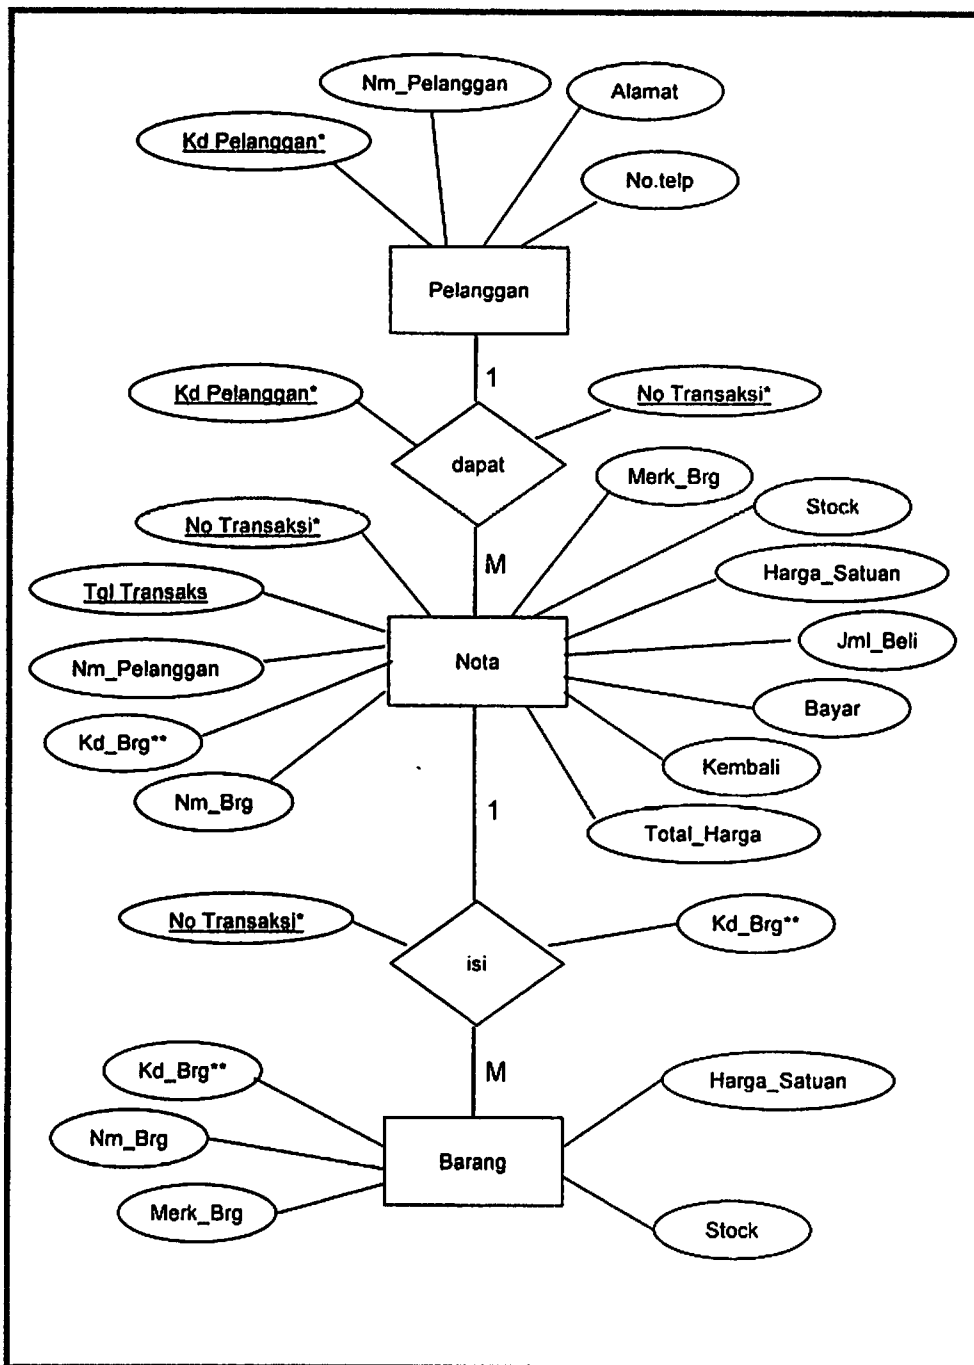 Nm_Pelanggan
Alamat
Kd Pelanggan*
No.telp
Pelanggan
1
Kd Pelanggan*
No Transaksi*
dapat
Merk_Brg
No Transaksi*
Stock
M
Harga_Satuan
Tgl Transaks
Jml_Beli
Nota
Nm_Pelanggan
Bayar
Kd_Brg**
Kembali
Nm_Brg
1
Total_Harga
No Transaksi*
Kd_Brg**
isi
Kd_Brg**
M
Harga_Satuan
Nm_Brg
Barang
Merk_Brg
Stock